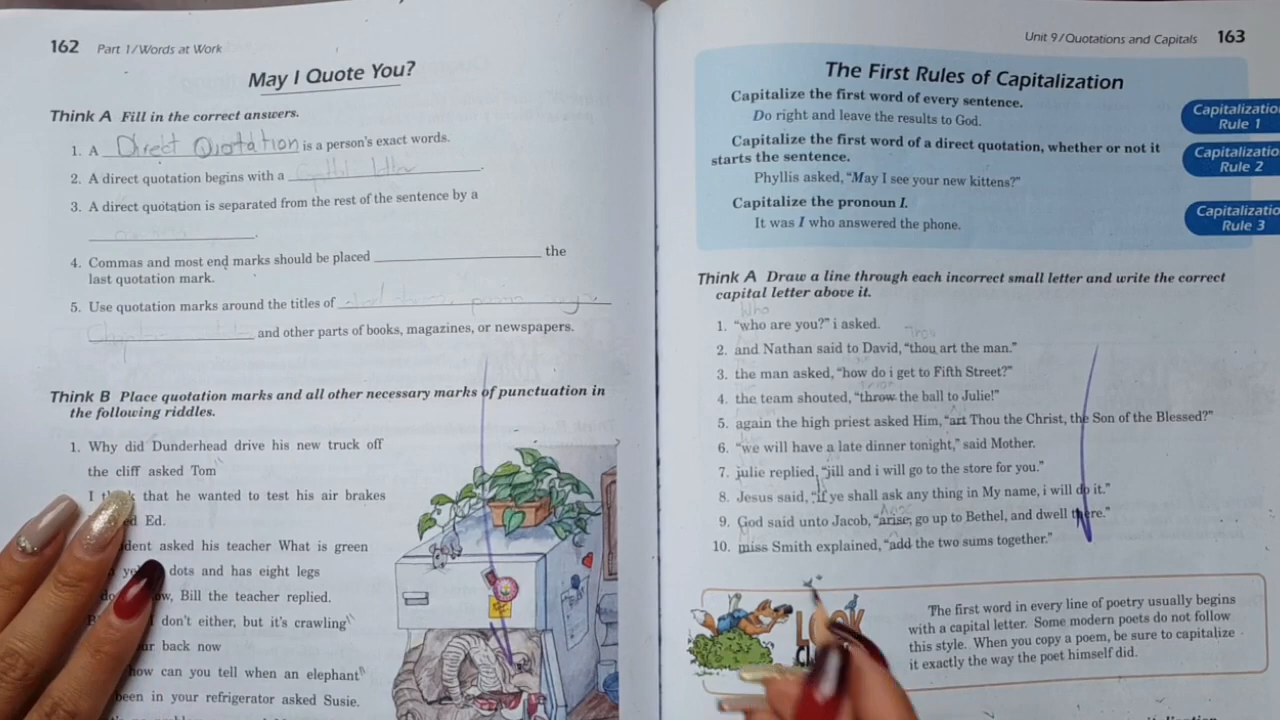 162 Part 1/Words at Work
May I Quote You?
Think A Fill in the correct answers.
1. A Direct Quotation is a person's exact words.
2. A direct quotation begins with a Capital letter.
3. A direct quotation is separated from the rest of the sentence by a
.
4. Commas and most end marks should be placed the
last quotation mark.
5. Use quotation marks around the titles of
and other parts of books, magazines, or newspapers.
Think B Place quotation marks and all other necessary marks of punctuation in
the following riddles.
1. Why did Dunderhead drive his new truck off
the cliff asked Tom
I that he wanted to test his air brakes
Ed.
asked his teacher What is green
dots and has eight legs
Bill the teacher replied.
don't either, but it's crawling"
back now
how can you tell when an elephant"
been in your refrigerator asked Susie.
Unit 9/Quotations and Capitals 163
The First Rules of Capitalization
Capitalize the first word of every sentence.
Do right and leave the results to God.
Capitalizatio
Rule 1
Capitalize the first word of a direct quotation, whether or not it
starts the sentence.
Phyllis asked, "May I see your new kittens?"
Capitalizatio
Rule 2
Capitalize the pronoun I.
It was I who answered the phone.
Capitalizatio
Rule 3
Think A Draw a line through each incorrect small letter and write the correct
capital letter above it.
Who
1. "who are you?" i asked.
Thou
2. and Nathan said to David, "thou art the man."
3. the man asked, "how do i get to Fifth Street?"
4. the team shouted, "throw the ball to Julie!"
5. again the high priest asked Him, "art Thou the Christ, the Son of the Blessed?"
6. "we will have a late dinner tonight," said Mother.
7. julie replied, "jill and i will go to the store for you."
8. Jesus said, "If ye shall ask any thing in My name, i will do it."
9. God said unto Jacob, "arise, go up to Bethel, and dwell there."
10. miss Smith explained, "add the two sums together."
The first word in every line of poetry usually begins
with a capital letter. Some modern poets do not follow
this style. When you copy a poem, be sure to capitalize
it exactly the way the poet himself did.